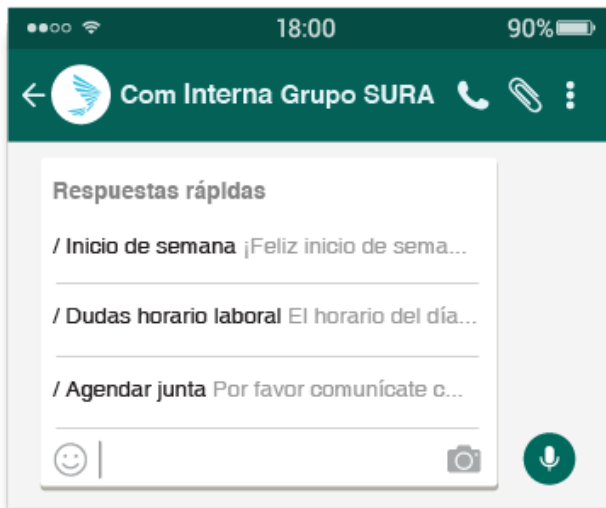 18:00
90%
Com Interna Grupo SURA
Respuestas rápidas
/ Inicio de semana ¡Feliz inicio de sema...
/ Dudas horario laboral El horario del día...
/ Agendar junta Por favor comunícate c...